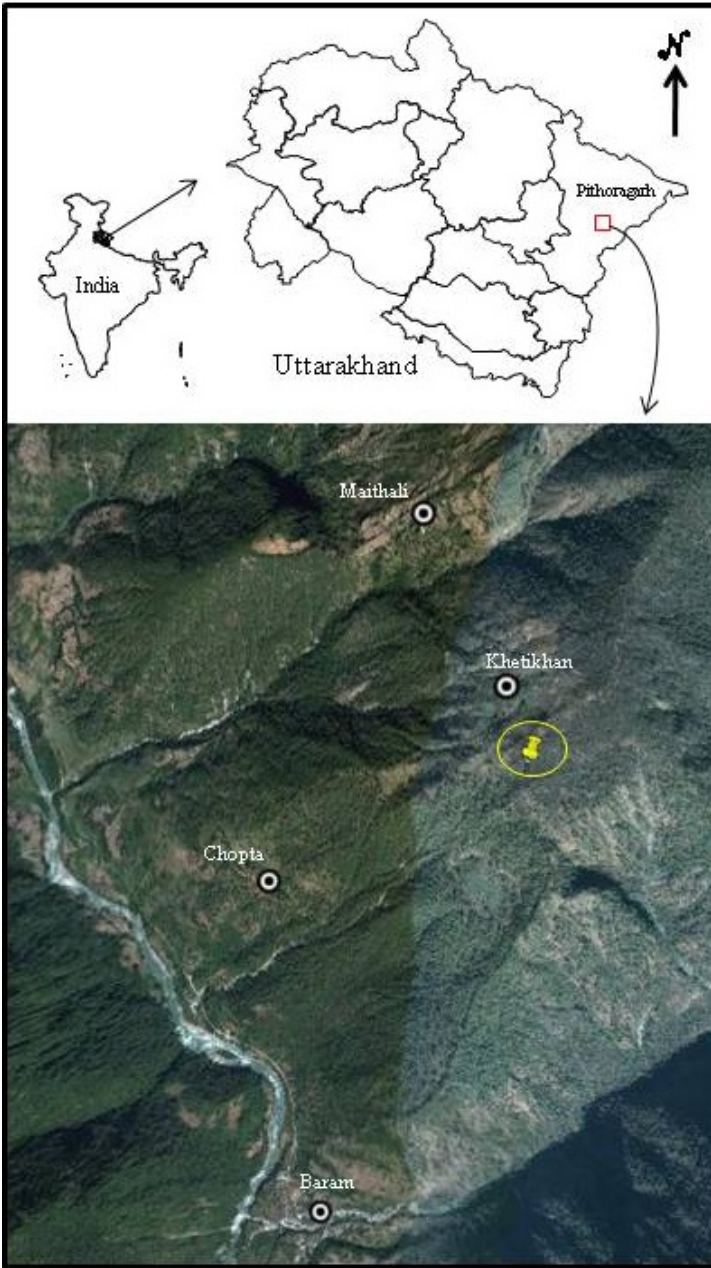 N
Pithoragarh
India
Uttarakhand
Maithali
Khetikhan
Chopta
Baram